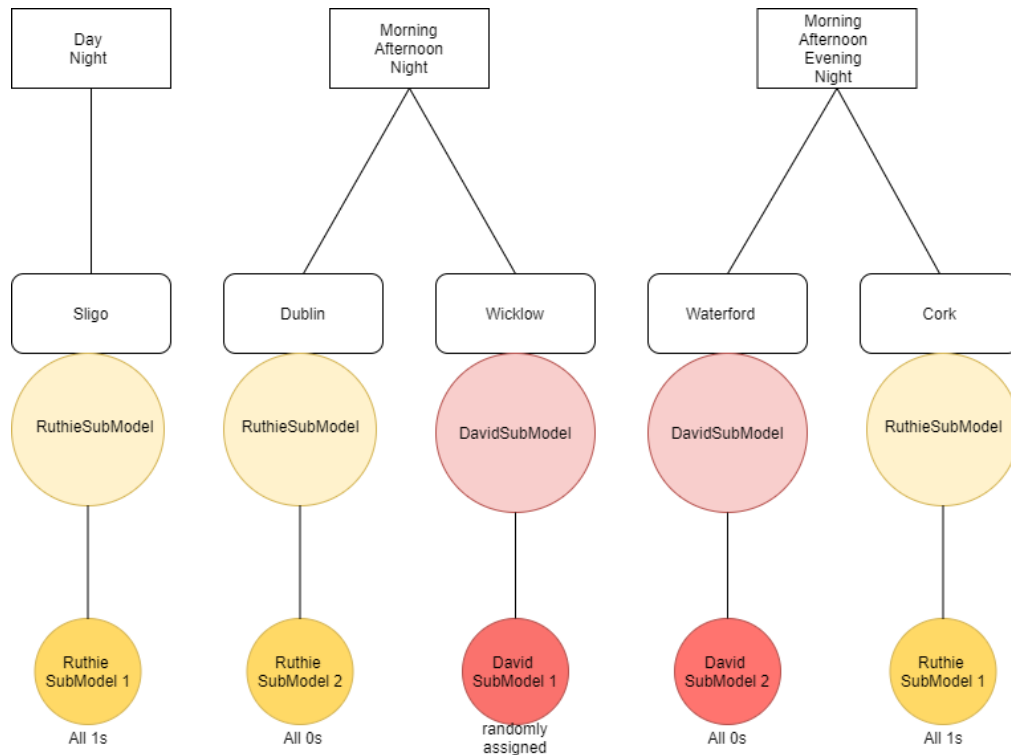 Day
Night
Morning
Afternoon
Night
Morning
Afternoon
Evening
Night
Sligo
Dublin
Wicklow
Waterford
Cork
RuthieSubModel
RuthieSubModel
DavidSubModel
DavidSubModel
RuthieSubModel
Ruthie
SubModel 1
Ruthie
SubModel 2
David
SubModel 1
David
SubModel 2
Ruthie
SubModel 1
All 1s
All 0s
randomly
assigned
All 0s
All 1s